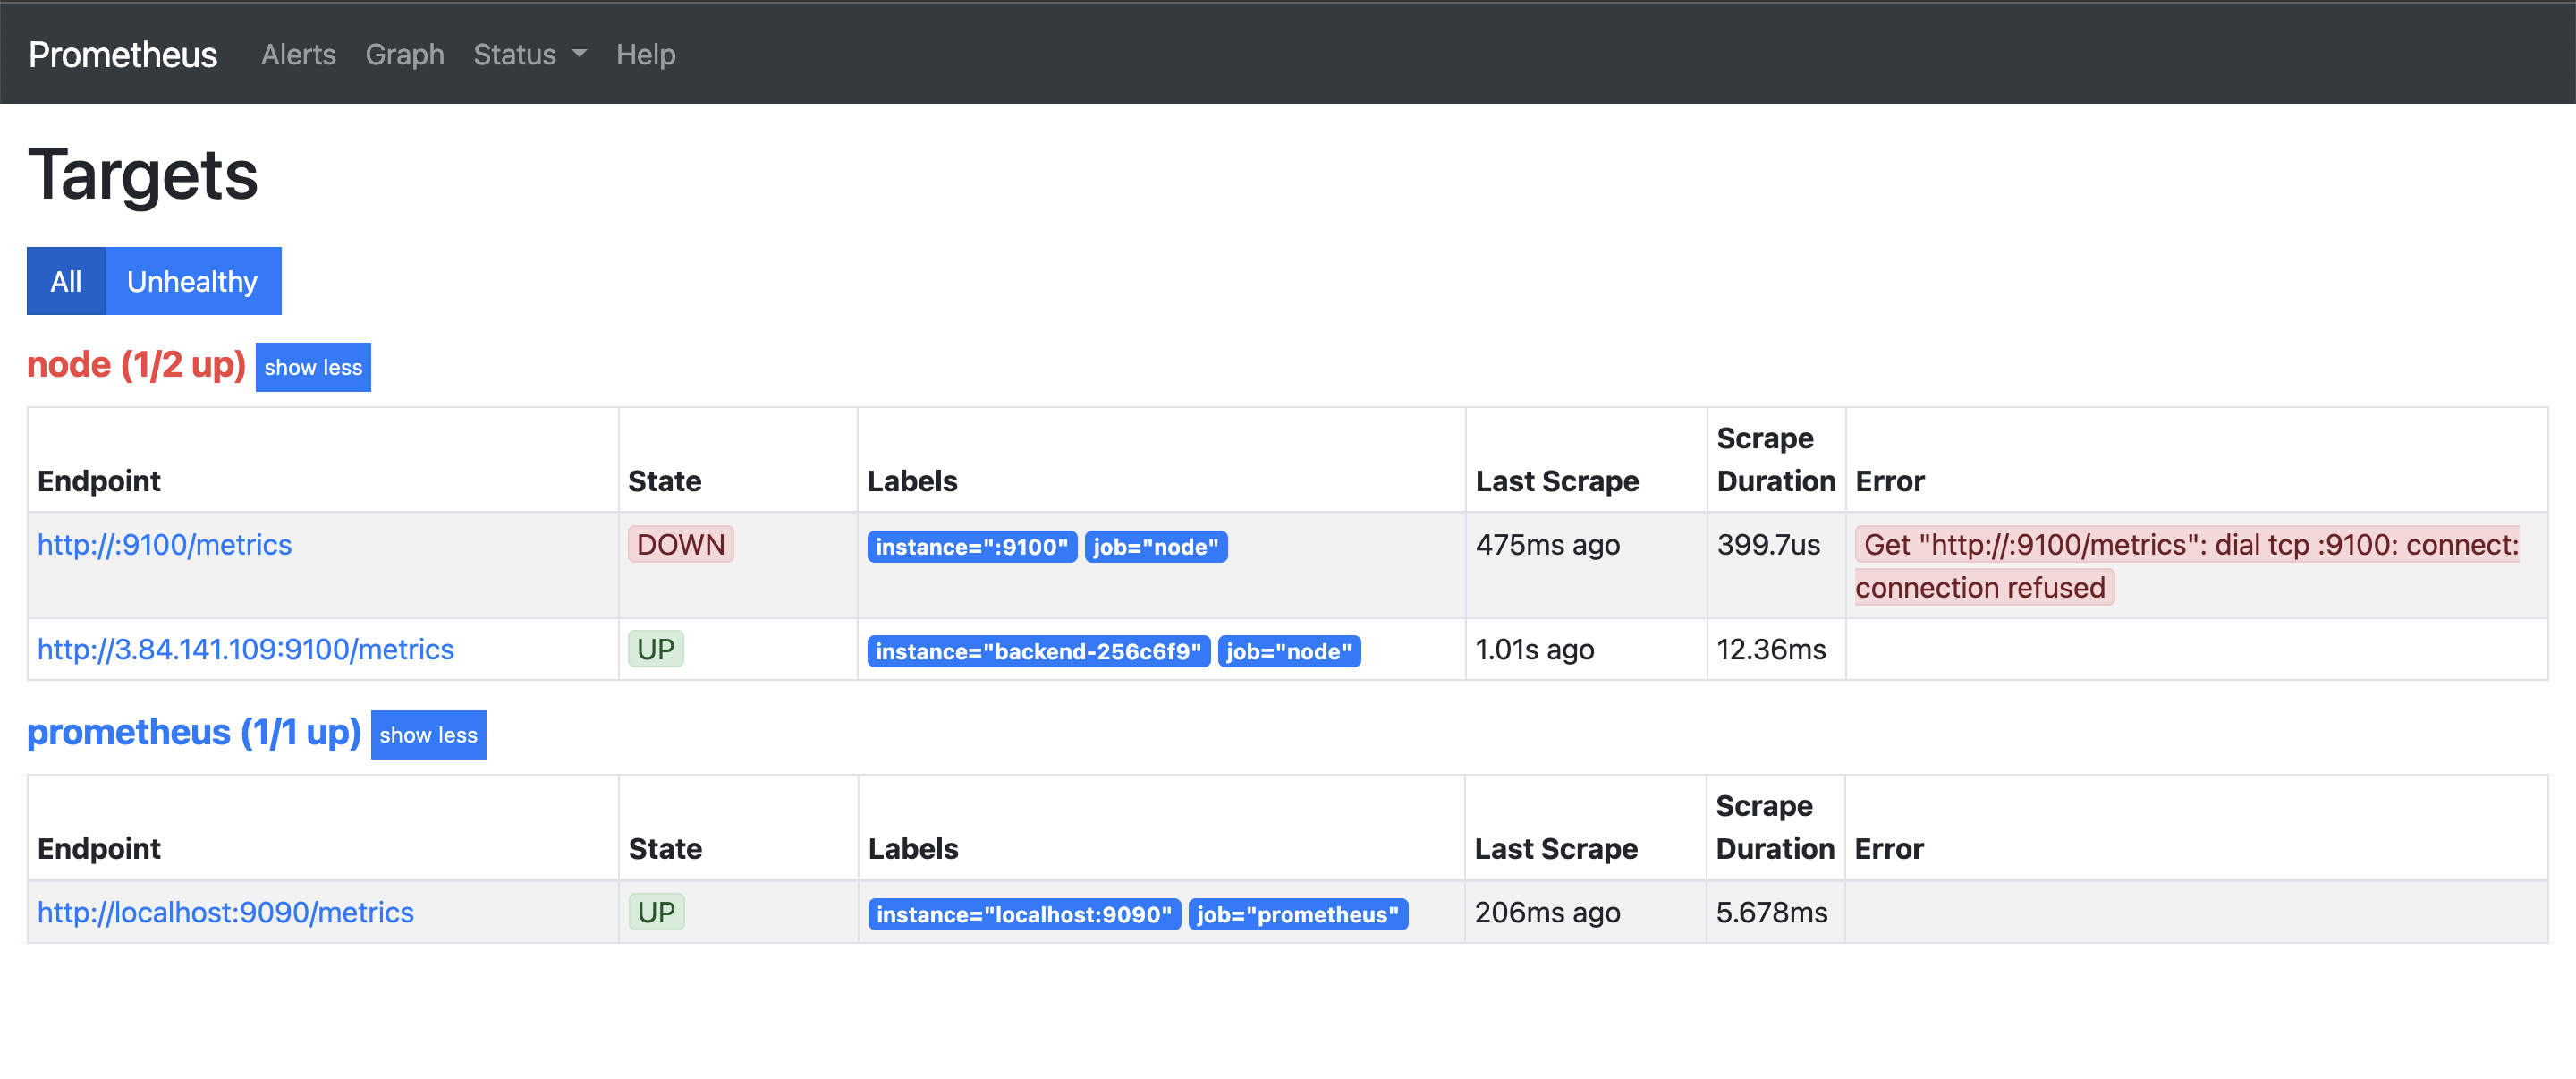 Prometheus Alerts Graph Status Help
Targets
All Unhealthy
node (1/2 up) show less
Endpoint State Labels Last Scrape Scrape Duration Error
http://:9100/metrics DOWN instance=":9100" job="node" 475ms ago 399.7us Get "http://:9100/metrics": dial tcp :9100: connect: connection refused
http://3.84.141.109:9100/metrics UP instance="backend-256c6f9" job="node" 1.01s ago 12.36ms
prometheus (1/1 up) show less
Endpoint State Labels Last Scrape Scrape Duration Error
http://localhost:9090/metrics UP instance="localhost:9090" job="prometheus" 206ms ago 5.678ms